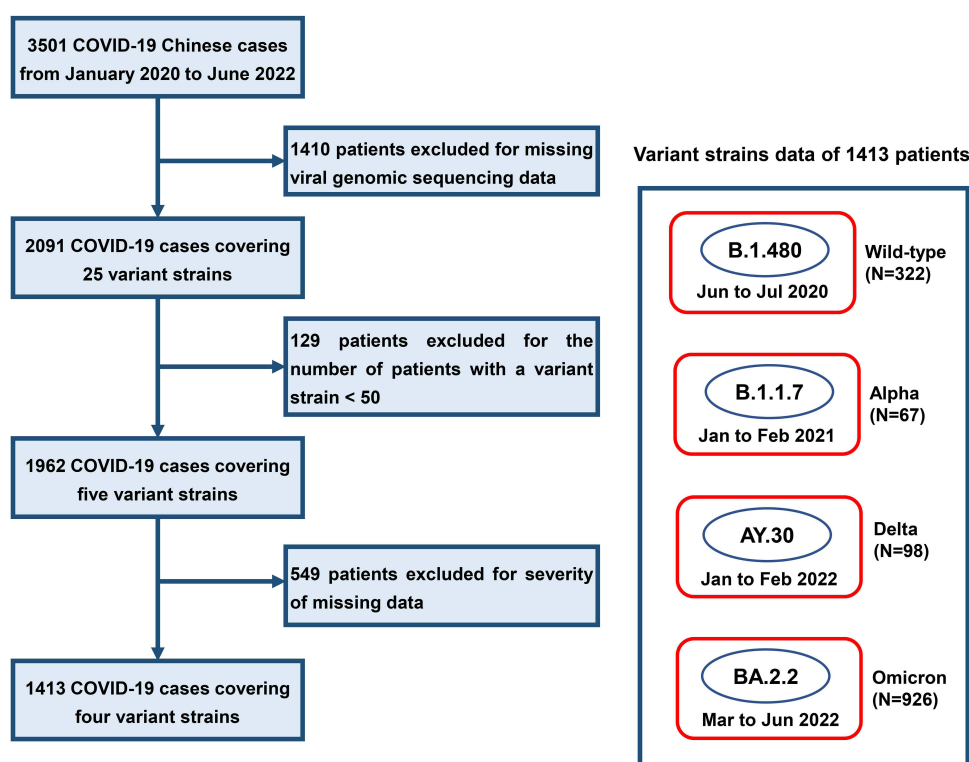 3501 COVID-19 Chinese cases
from January 2020 to June 2022
1410 patients excluded for missing
viral genomic sequencing data
2091 COVID-19 cases covering
25 variant strains
129 patients excluded for the
number of patients with a variant
strain < 50
1962 COVID-19 cases covering
five variant strains
549 patients excluded for severity
of missing data
1413 COVID-19 cases covering
four variant strains
Variant strains data of 1413 patients
B.1.480
Jun to Jul 2020
Wild-type
(N=322)
B.1.1.7
Jan to Feb 2021
Alpha
(N=67)
AY.30
Jan to Feb 2022
Delta
(N=98)
BA.2.2
Mar to Jun 2022
Omicron
(N=926)